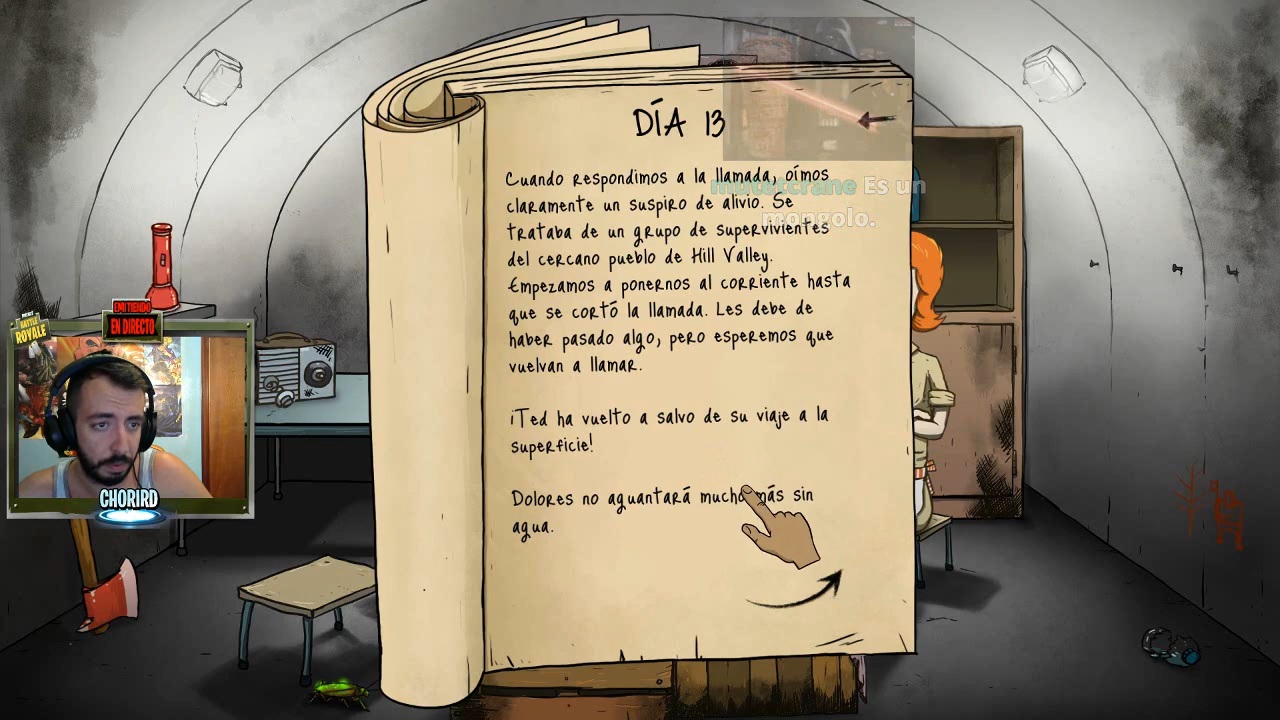 DÍA 13
Cuando respondimos a la llamada, oímos
claramente un suspiro de alivio. Se
trataba de un grupo de supervivientes
del cercano pueblo de Hill Valley.
Empezamos a ponernos al corriente hasta
que se cortó la llamada. Les debe de
haber pasado algo, pero esperemos que
vuelvan a llamar.
¡Ted ha vuelto a salvo de su viaje a la
superficie!
Dolores no aguantará mucho más sin
agua.
Es un
mongolo.
EMITIENDO
EN DIRECTO
BATTLE
ROYALE
CHORIRD